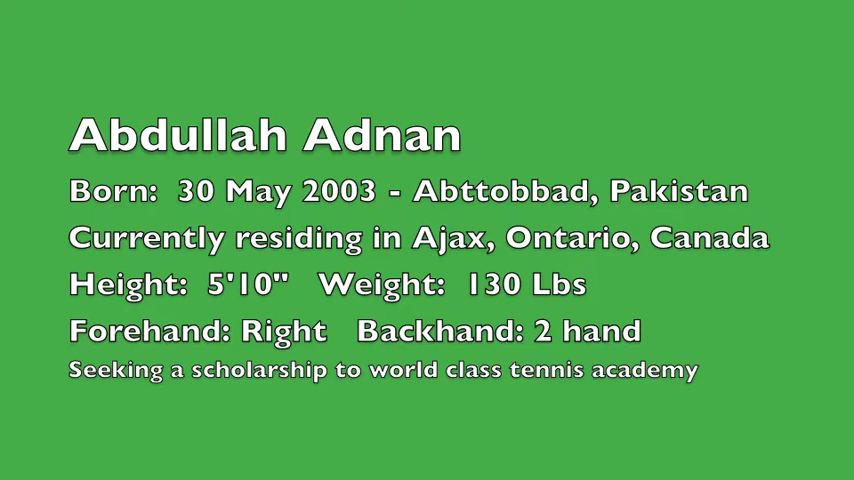 Abdullah Adnan
Born:  30 May 2003 - Abttobbad, Pakistan
Currently residing in Ajax, Ontario, Canada
Height:  5'10"   Weight:  130 Lbs
Forehand: Right   Backhand: 2 hand
Seeking a scholarship to world class tennis academy